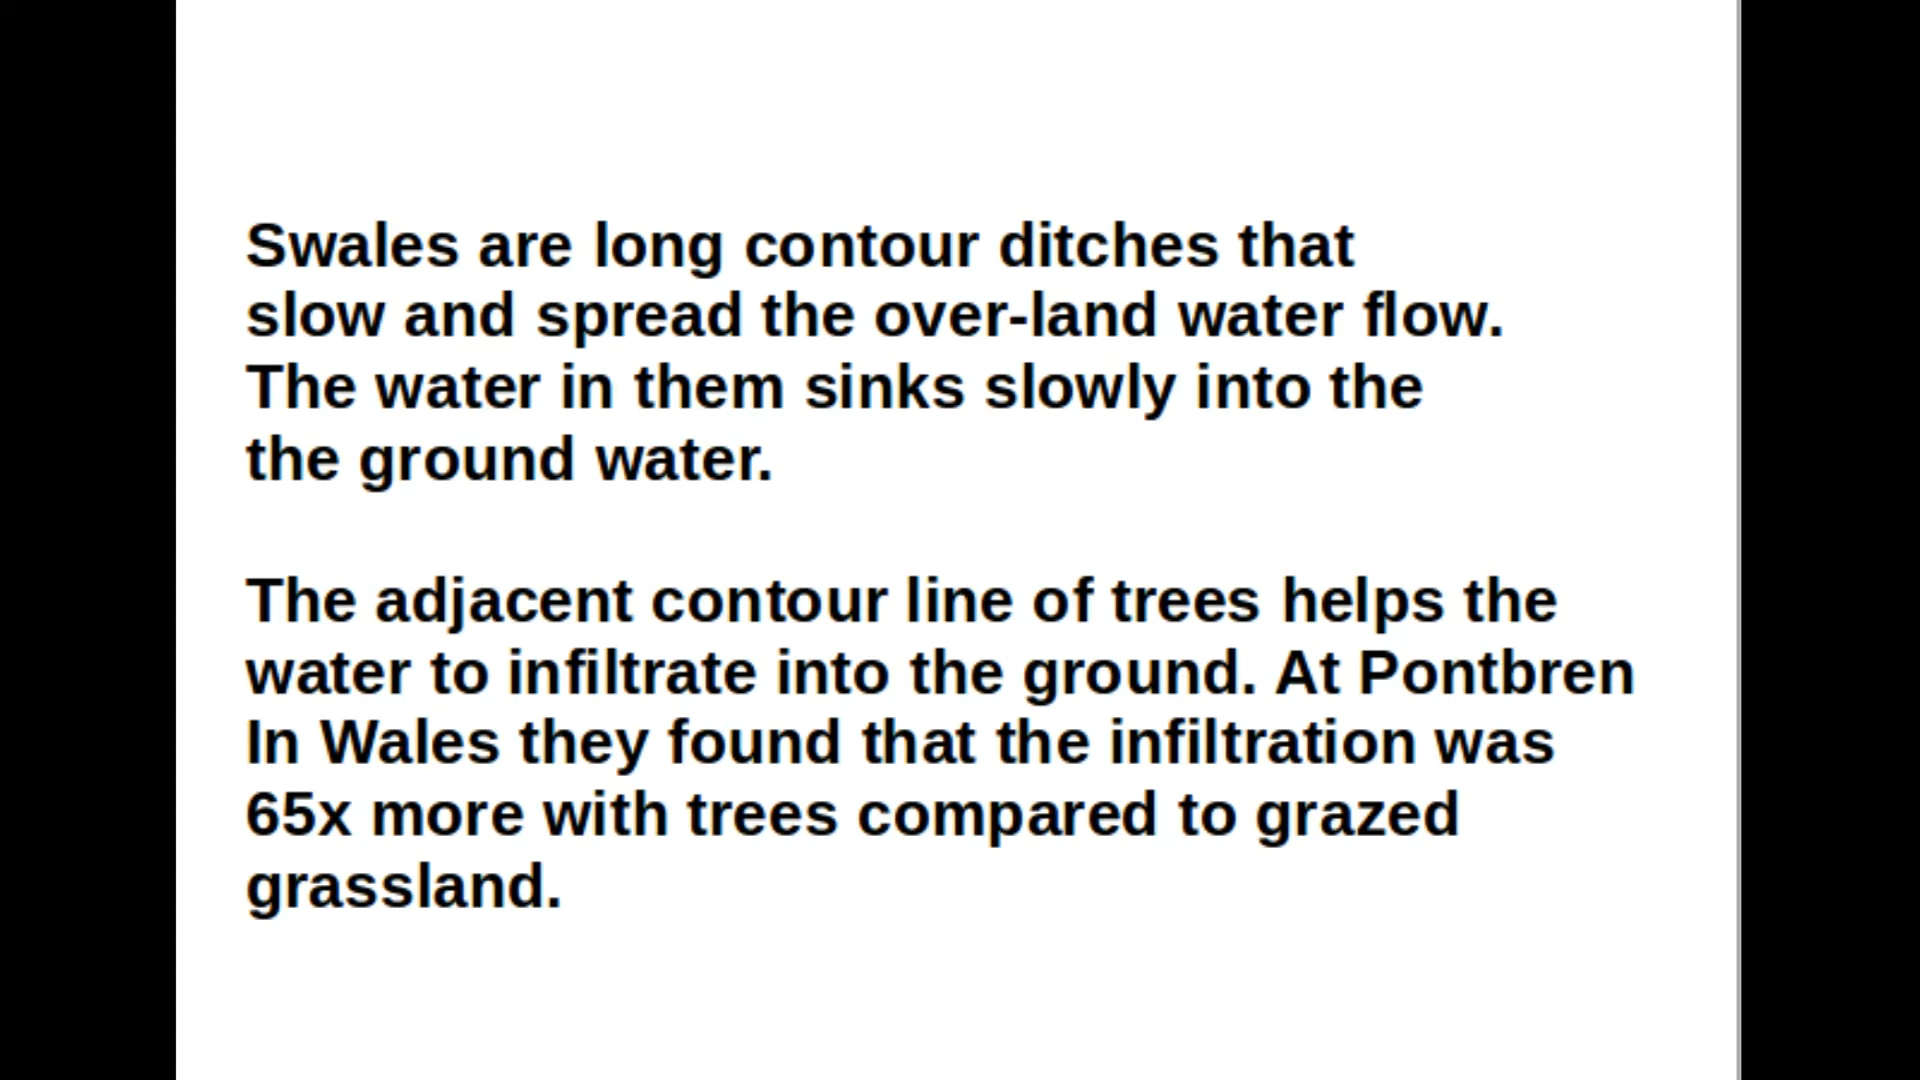 Swales are long contour ditches that
slow and spread the over-land water flow.
The water in them sinks slowly into the
the ground water.
The adjacent contour line of trees helps the
water to infiltrate into the ground. At Pontbren
In Wales they found that the infiltration was
65x more with trees compared to grazed
grassland.